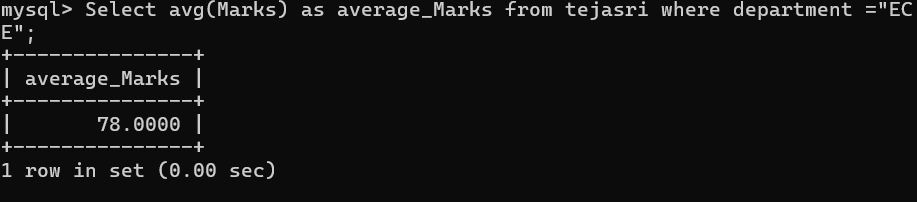 mysql> Select avg(Marks) as average_Marks from tejasri where department ="EC
E";
+---------------+
| average_Marks |
+---------------+
|       78.0000 |
+---------------+
1 row in set (0.00 sec)